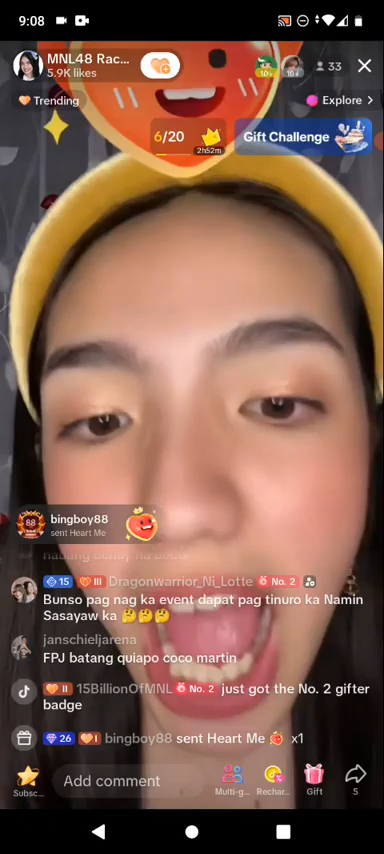 9:08
MNL48 Rac...
5.9K likes
10↓
33
Trending
Explore >
6/20
2h52m
Gift Challenge
88
bingboy88
sent Heart Me
15 III Dragonwarrior_Ni_Lotte No. 2
Bunso pag nag ka event dapat pag tinuro ka Namin
Sasayaw ka 🤔🤔🤔
janschieljarena
FPJ batang quiapo coco martin
II 15BillionOfMNL No. 2 just got the No. 2 gifter
badge
26 I bingboy88 sent Heart Me x1
Subsc...
Add comment
Multi-g...
Rechar...
Gift
5